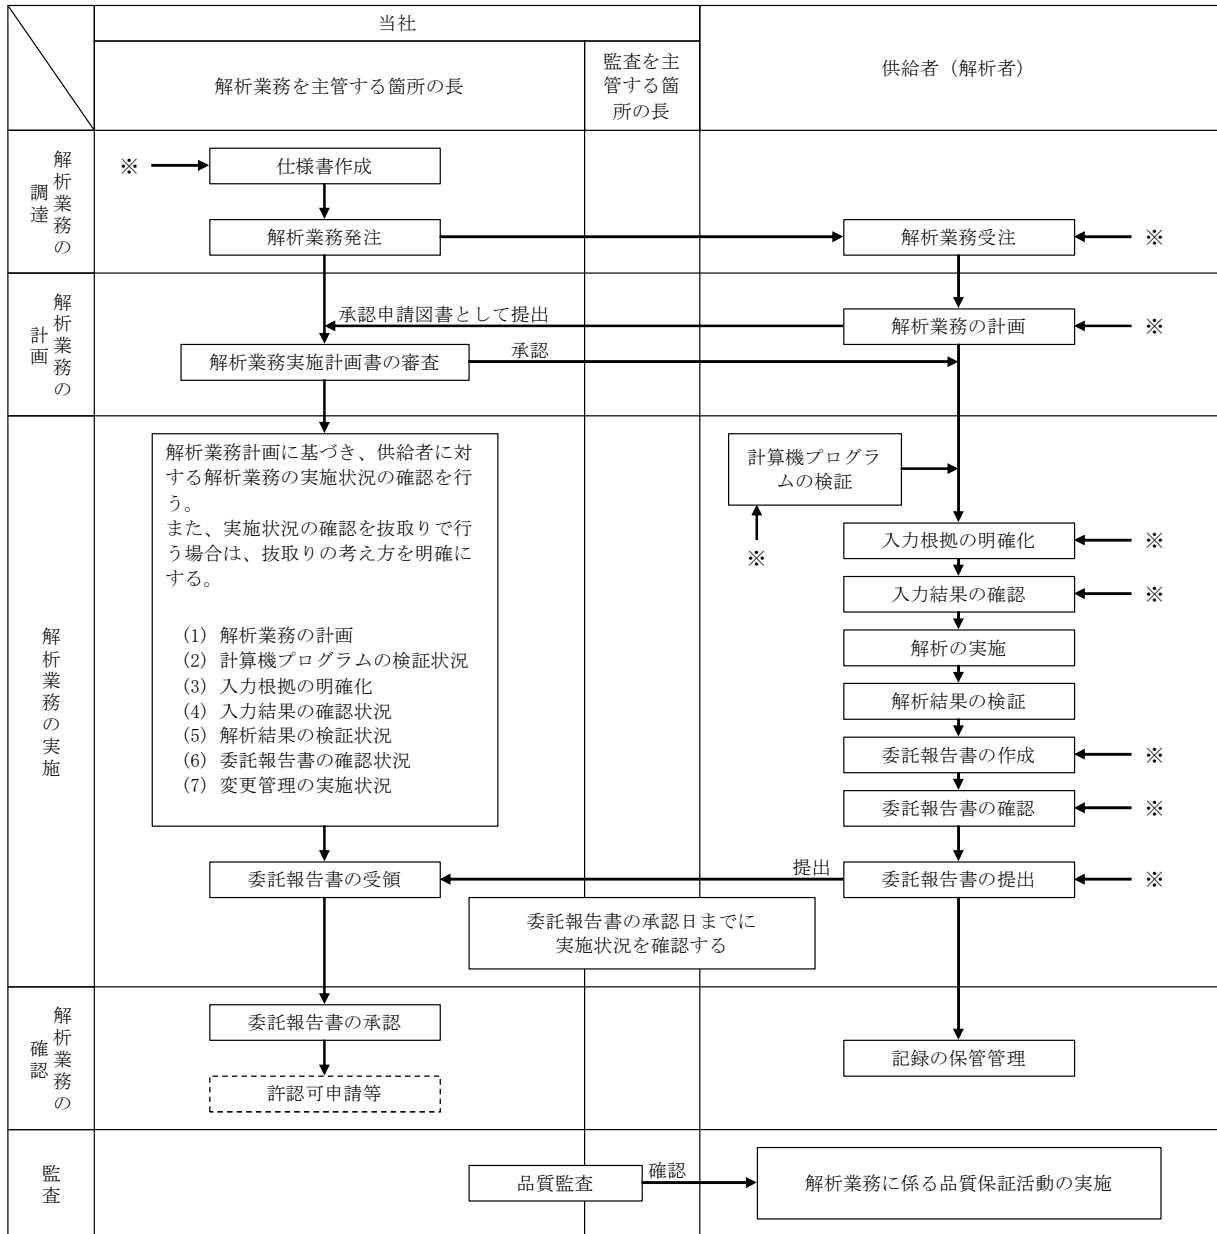 当社
解析業務を主管する箇所の長
監査を主
管する箇
所の長
供給者（解析者）
解析業務の
調達
※
仕様書作成
解析業務発注
解析業務受注
※
解析業務の
計画
承認申請図書として提出
解析業務の計画
※
解析業務実施計画書の審査
承認
解析業務の実施
解析業務計画に基づき、供給者に対
する解析業務の実施状況の確認を行
う。
また、実施状況の確認を抜取りで行
う場合は、抜取りの考え方を明確に
する。
(1) 解析業務の計画
(2) 計算機プログラムの検証状況
(3) 入力根拠の明確化
(4) 入力結果の確認状況
(5) 解析結果の検証状況
(6) 委託報告書の確認状況
(7) 変更管理の実施状況
計算機プログラ
ムの検証
※
入力根拠の明確化
※
入力結果の確認
※
解析の実施
解析結果の検証
委託報告書の作成
※
委託報告書の確認
※
委託報告書の受領
提出
委託報告書の提出
※
委託報告書の承認日までに
実施状況を確認する
解析業務の
確認
委託報告書の承認
許認可申請等
記録の保管管理
監査
品質監査
確認
解析業務に係る品質保証活動の実施